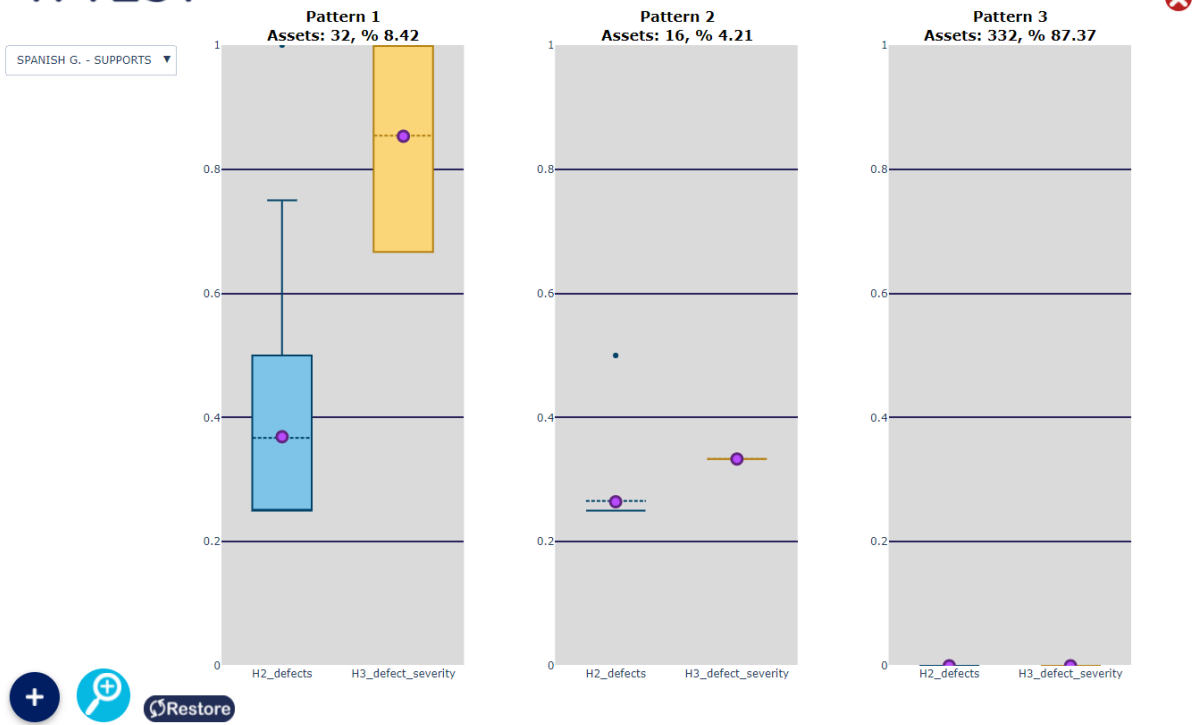 Pattern 1
Assets: 32, % 8.42
Pattern 2
Assets: 16, % 4.21
Pattern 3
Assets: 332, % 87.37
SPANISH G. - SUPPORTS ▼
1
0.8
0.6
0.4
0.2
0
H2_defects
H3_defect_severity
1
0.8
0.6
0.4
0.2
0
H2_defects
H3_defect_severity
1
0.8
0.6
0.4
0.2
0
H2_defects
H3_defect_severity
+
Restore